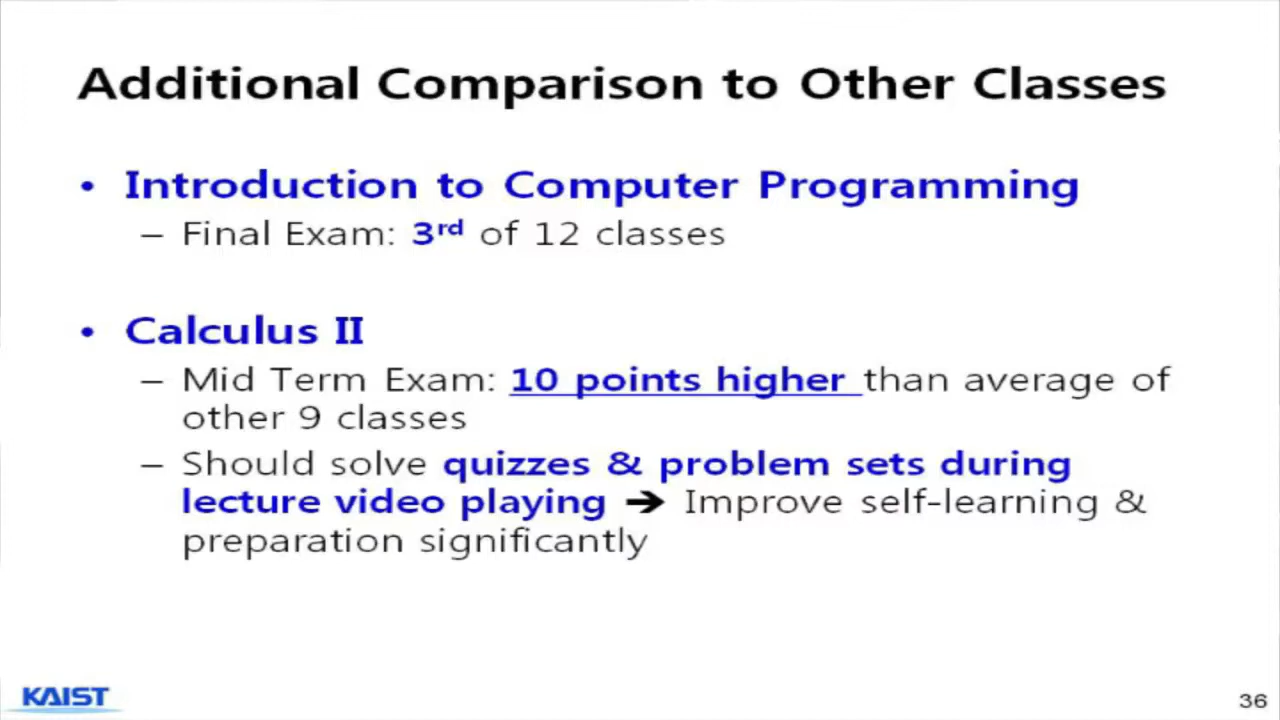 Additional Comparison to Other Classes
• Introduction to Computer Programming
– Final Exam: 3rd of 12 classes
• Calculus II
– Mid Term Exam: 10 points higher than average of
other 9 classes
– Should solve quizzes & problem sets during
lecture video playing ➔ Improve self-learning &
preparation significantly
KAIST
36